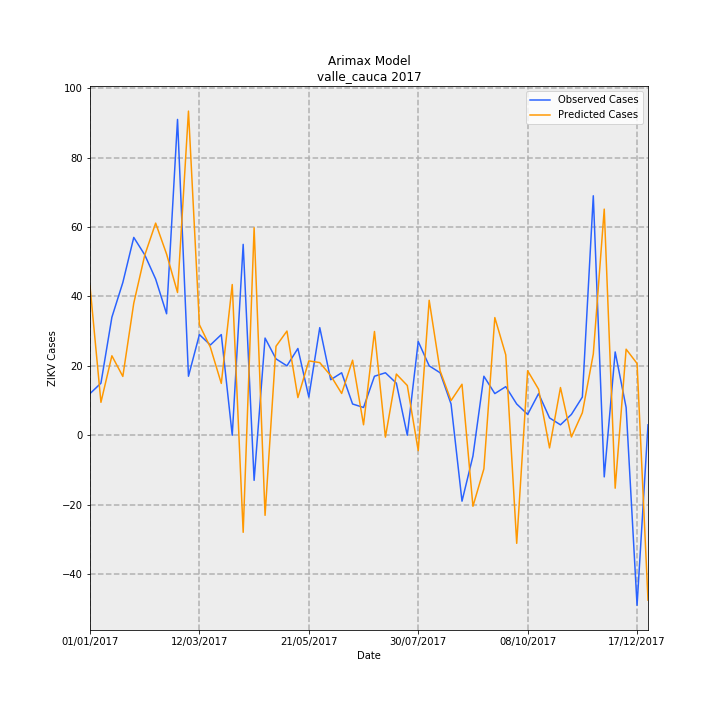 Arimax Model
valle_cauca 2017
Observed Cases
Predicted Cases
ZIKV Cases
100
80
60
40
20
0
−20
−40
01/01/2017
12/03/2017
21/05/2017
30/07/2017
08/10/2017
17/12/2017
Date